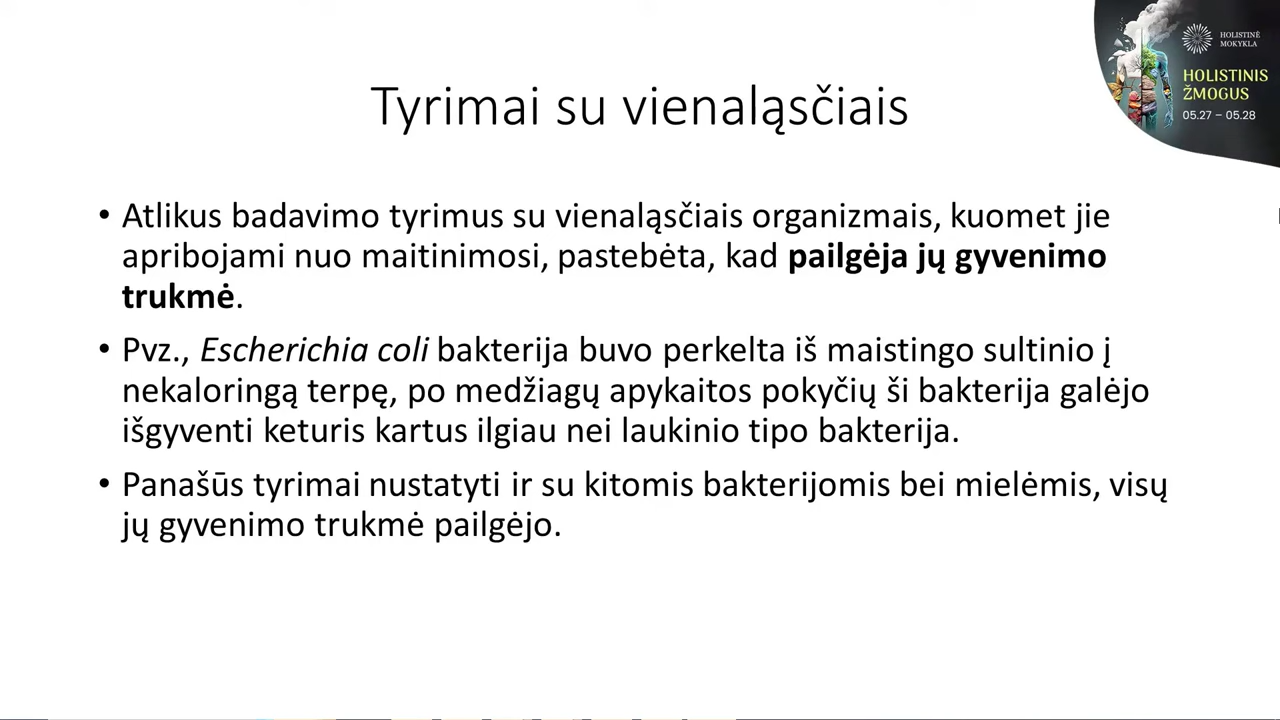 HOLISTINĖ
MOKYKLA
HOLISTINIS
ŽMOGUS
05.27 – 05.28
Tyrimai su vienaląsčiais
• Atlikus badavimo tyrimus su vienaląsčiais organizmais, kuomet jie
apribojami nuo maitinimosi, pastebėta, kad pailgėja jų gyvenimo
trukmė.
• Pvz., Escherichia coli bakterija buvo perkelta iš maistingo sultinio į
nekaloringą terpę, po medžiagų apykaitos pokyčių ši bakterija galėjo
išgyventi keturis kartus ilgiau nei laukinio tipo bakterija.
• Panašūs tyrimai nustatyti ir su kitomis bakterijomis bei mielėmis, visų
jų gyvenimo trukmė pailgėjo.